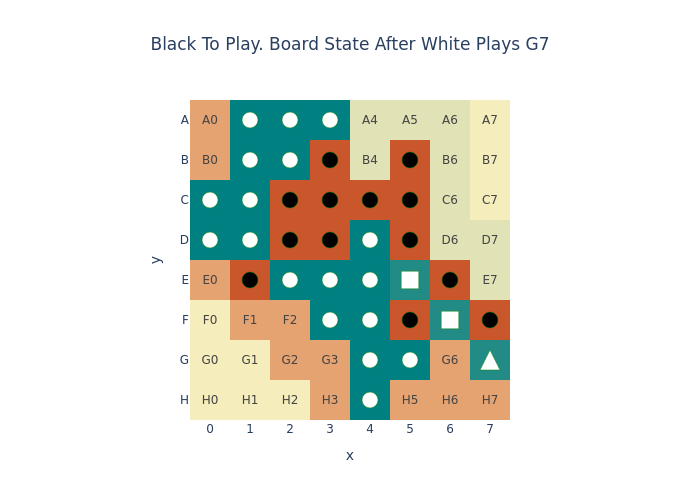 Black To Play. Board State After White Plays G7
A A0 A4 A5 A6 A7
B B0 B4 B6 B7
C C6 C7
D D6 D7
y
E E0 E7
F F0 F1 F2
G G0 G1 G2 G3 G6
H H0 H1 H2 H3 H5 H6 H7
0 1 2 3 4 5 6 7
x